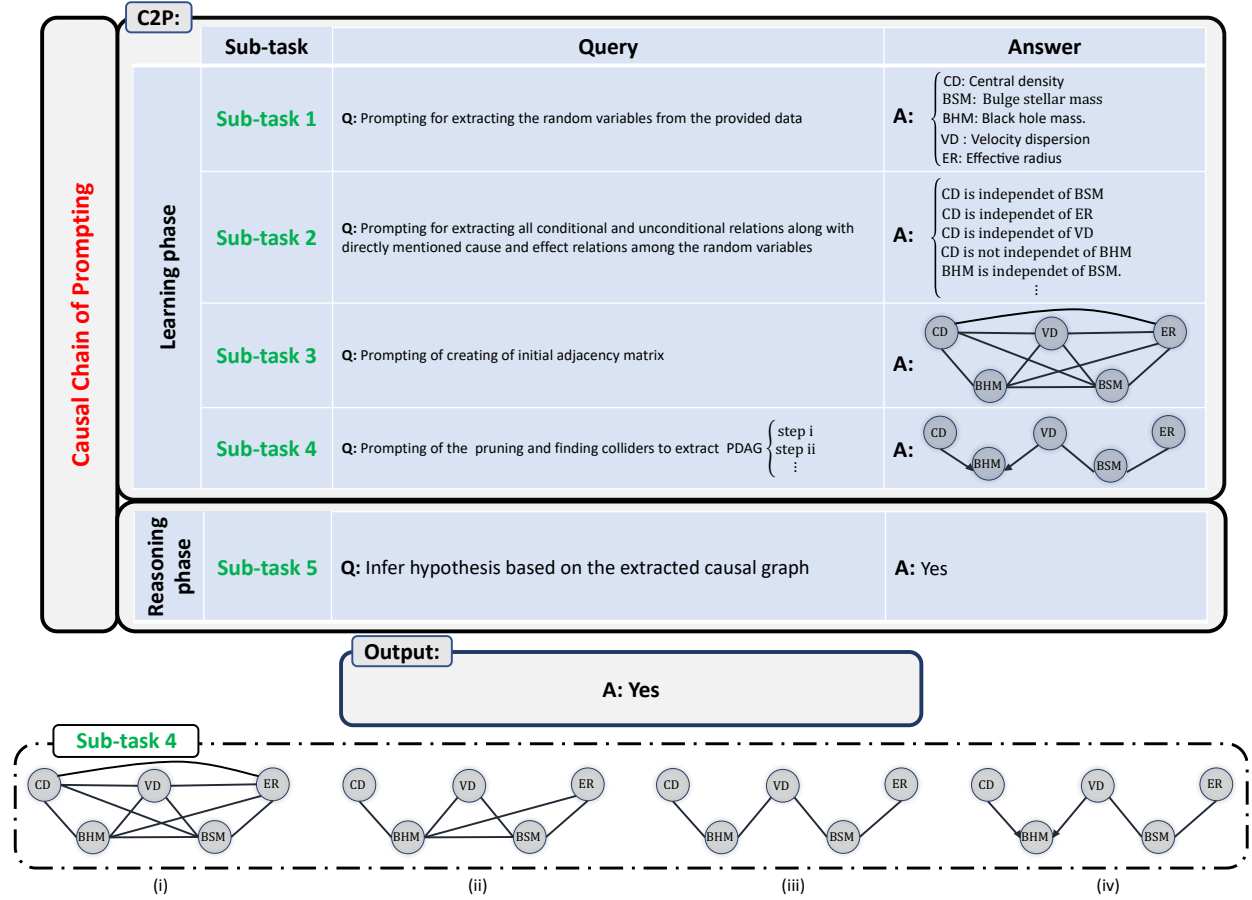 C2P:
Causal Chain of Prompting
Sub-task
Query
Answer
Learning phase
Sub-task 1
Q: Prompting for extracting the random variables from the provided data
A:
CD: Central density
BSM: Bulge stellar mass
BHM: Black hole mass.
VD : Velocity dispersion
ER: Effective radius
Sub-task 2
Q: Prompting for extracting all conditional and unconditional relations along with
directly mentioned cause and effect relations among the random variables
A:
CD is independet of BSM
CD is independet of ER
CD is independet of VD
CD is not independet of BHM
BHM is independet of BSM.
⋮
Sub-task 3
Q: Prompting of creating of initial adjacency matrix
A:
CD
VD
ER
BHM
BSM
Sub-task 4
Q: Prompting of the pruning and finding colliders to extract PDAG
step i
step ii
⋮
A:
CD
VD
ER
BHM
BSM
Reasoning
phase
Sub-task 5
Q: Infer hypothesis based on the extracted causal graph
A: Yes
Output:
A: Yes
Sub-task 4
CD
VD
ER
BHM
BSM
(i)
CD
VD
ER
BHM
BSM
(ii)
CD
VD
ER
BHM
BSM
(iii)
CD
VD
ER
BHM
BSM
(iv)